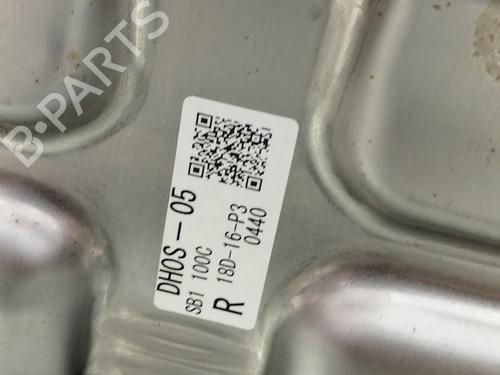 B-PARTS
DHOS-05
SB1 100C
R 18D-16-P3
0440